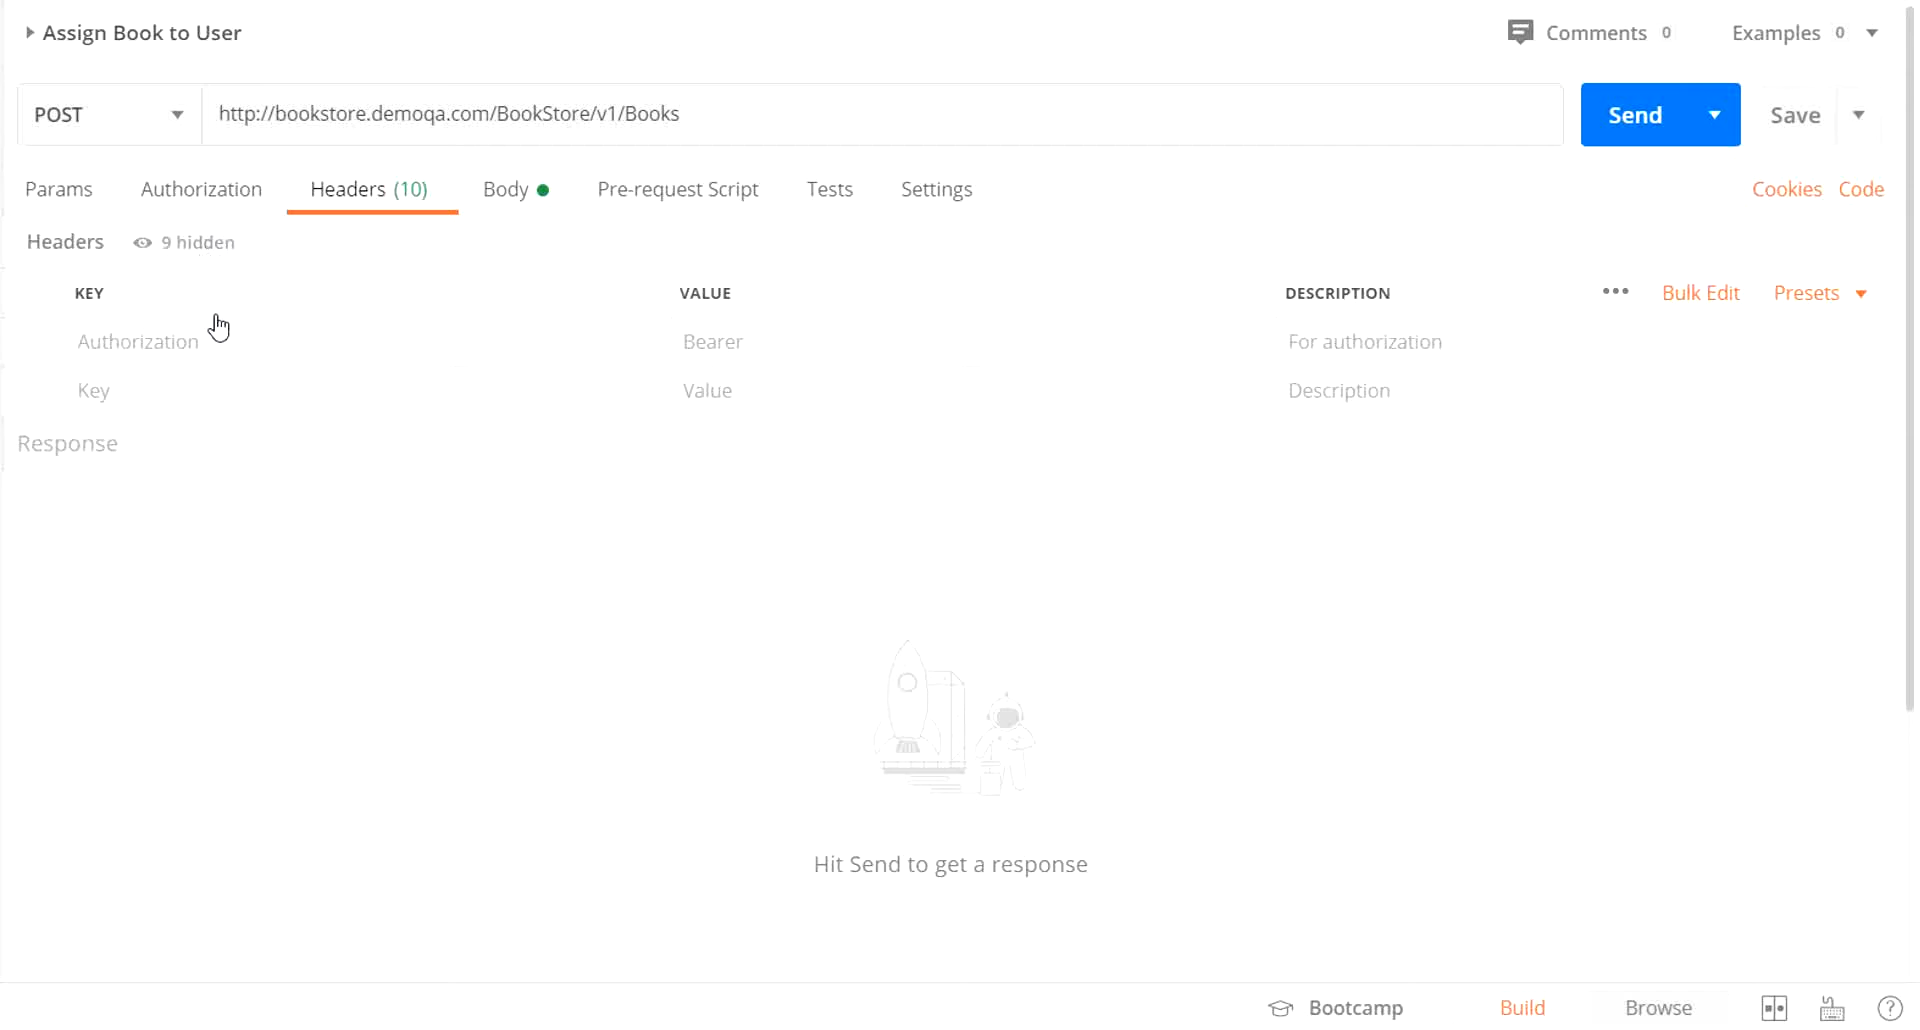 Assign Book to User
Comments 0
Examples 0
POST
http://bookstore.demoqa.com/BookStore/v1/Books
Send
Save
Params Authorization Headers (10) Body Pre-request Script Tests Settings
Cookies Code
Headers 9 hidden
KEY VALUE DESCRIPTION
Bulk Edit Presets
Authorization Bearer For authorization
Key Value Description
Response
Hit Send to get a response
Bootcamp Build Browse